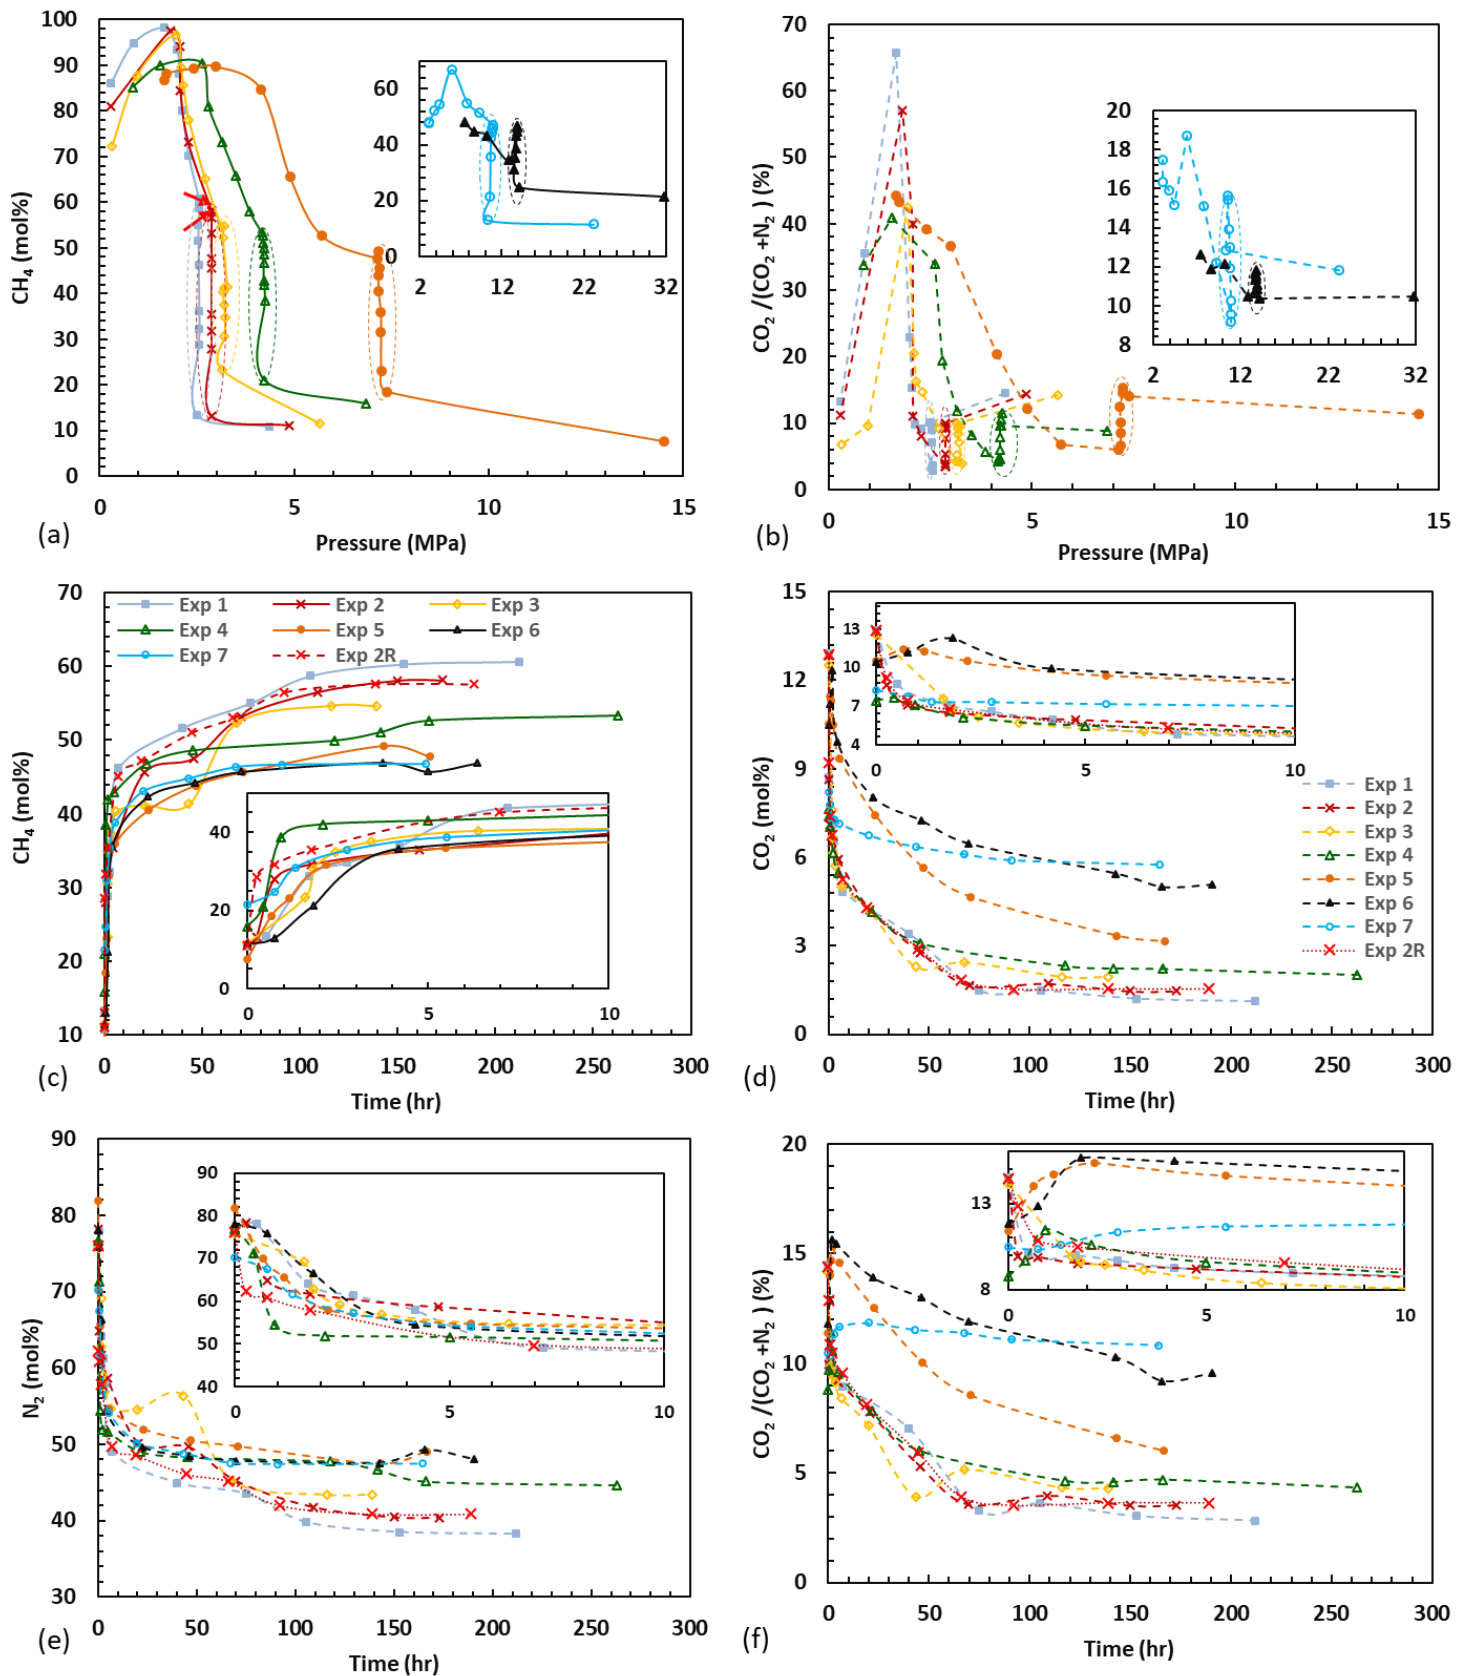 CH₄ (mol%)
100
90
80
70
60
50
40
30
20
10
0
0 5 10 15
Pressure (MPa)
(a)
60
40
20
0
2 12 22 32
CO₂ /(CO₂ +N₂ ) (%)
70
60
50
40
30
20
10
0
0 5 10 15
Pressure (MPa)
(b)
20
18
16
14
12
10
8
2 12 22 32
CH₄ (mol%)
70
60
50
40
30
20
10
0 50 100 150 200 250 300
Time (hr)
(c)
Exp 1 Exp 2 Exp 3
Exp 4 Exp 5 Exp 6
Exp 7 Exp 2R
40
20
0
0 5 10
CO₂ (mol%)
15
12
9
6
3
0
0 50 100 150 200 250 300
Time (hr)
(d)
13
10
7
4
0 5 10
Exp 1
Exp 2
Exp 3
Exp 4
Exp 5
Exp 6
Exp 7
Exp 2R
N₂ (mol%)
90
80
70
60
50
40
30
0 50 100 150 200 250 300
Time (hr)
(e)
90
80
70
60
50
40
0 5 10
CO₂ /(CO₂ +N₂ ) (%)
20
15
10
5
0
0 50 100 150 200 250 300
Time (hr)
(f)
13
8
0 5 10